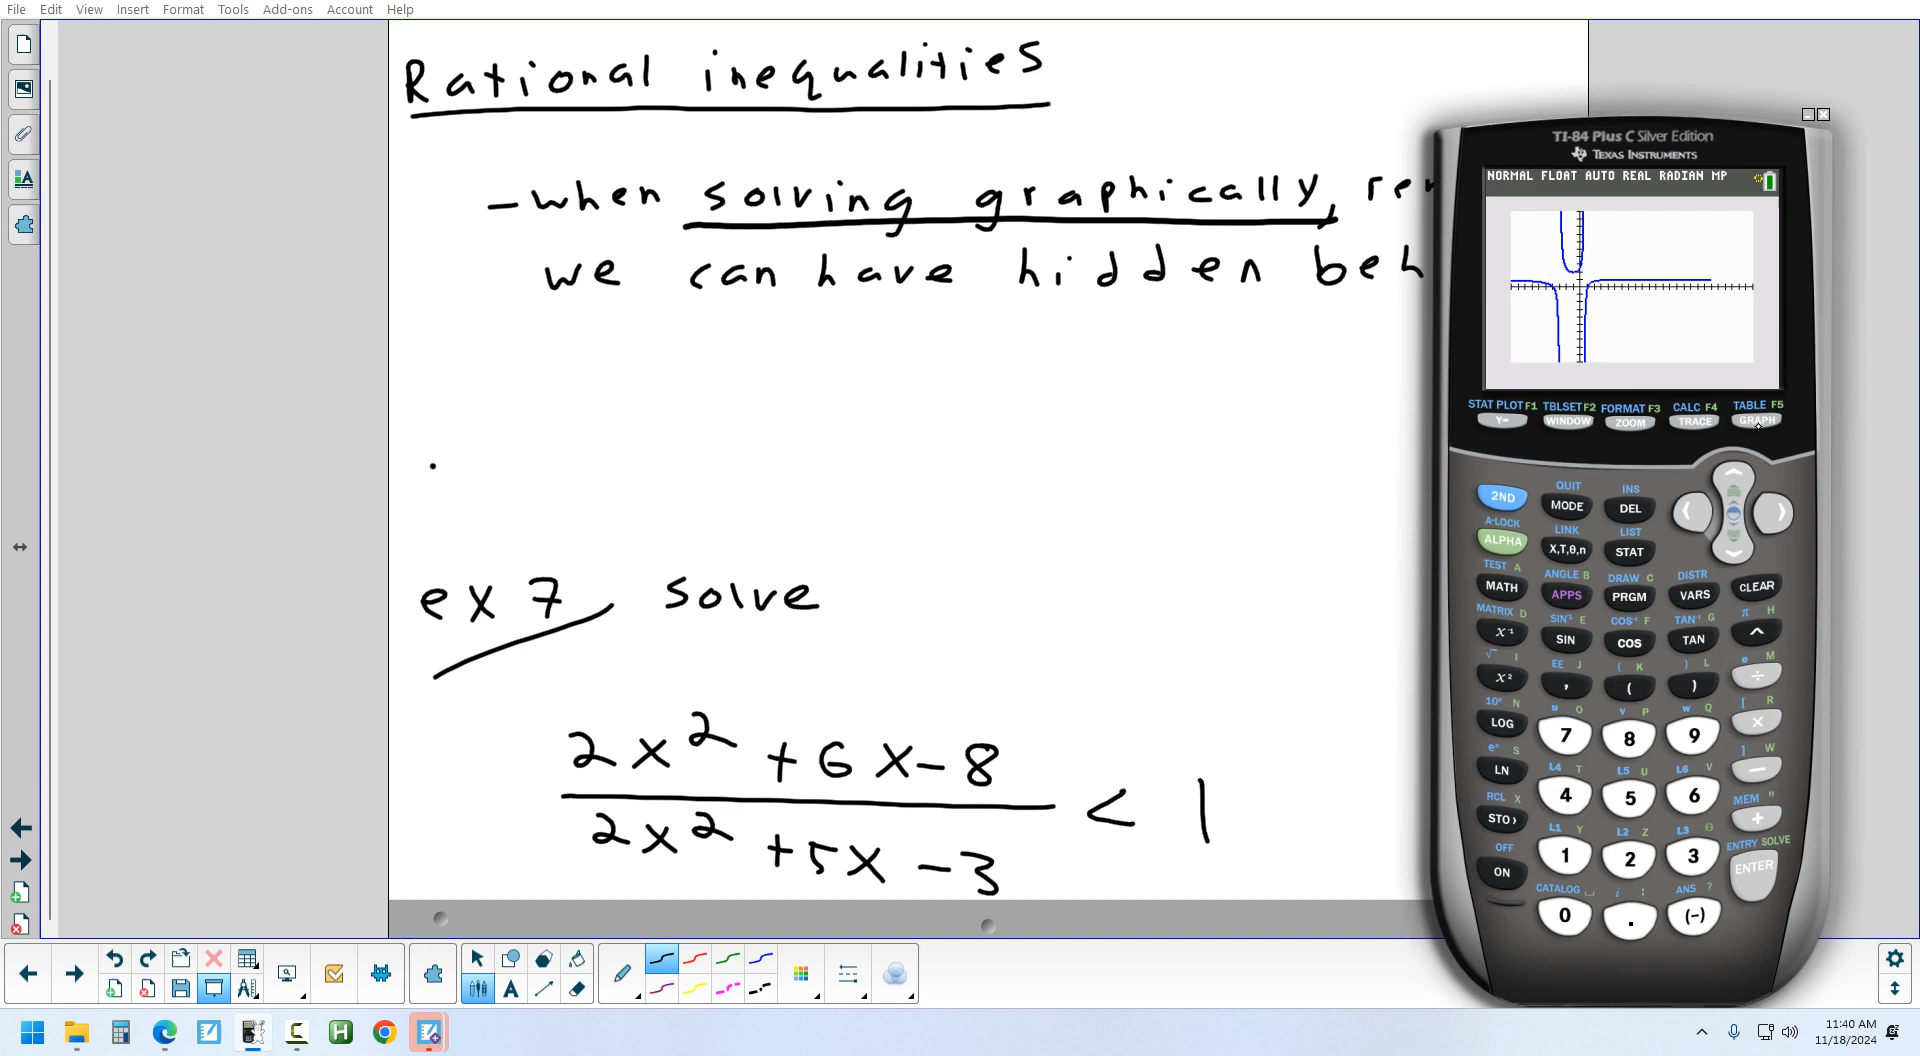 File Edit View Insert Format Tools Add-ons Account Help
Rational inequalities
- when solving graphically, rer
we can have hidden beh
ex 7 solve
2x² + 6x - 8
2x² + 5x - 3
< 1
TI-84 Plus C Silver Edition
TEXAS INSTRUMENTS
NORMAL FLOAT AUTO REAL RADIAN MP
STAT PLOT F1 TBLSET F2 FORMAT F3 CALC F4 TABLE F5
Y= WINDOW ZOOM TRACE GRAPH
QUIT INS
2ND MODE DEL
A-LOCK LINK LIST
ALPHA X,T,θ,n STAT
TEST A ANGLE B DRAW C DISTR
MATH APPS PRGM VARS CLEAR
MATRIX D SIN⁻¹ E COS⁻¹ F TAN⁻¹ G π H
x⁻¹ SIN COS TAN ^
√ I EE J { K } L e M
x² , ( ) ÷
10ˣ N u O v P w Q [ R
LOG 7 8 9 ×
eˣ S L4 T L5 U L6 V ] W
LN 4 5 6 −
RCL X L1 Y L2 Z L3 θ MEM "
STO› 1 2 3 +
OFF CATALOG i : ANS ? ENTRY SOLVE
ON 0 . (-) ENTER
A
11:40 AM
11/18/2024